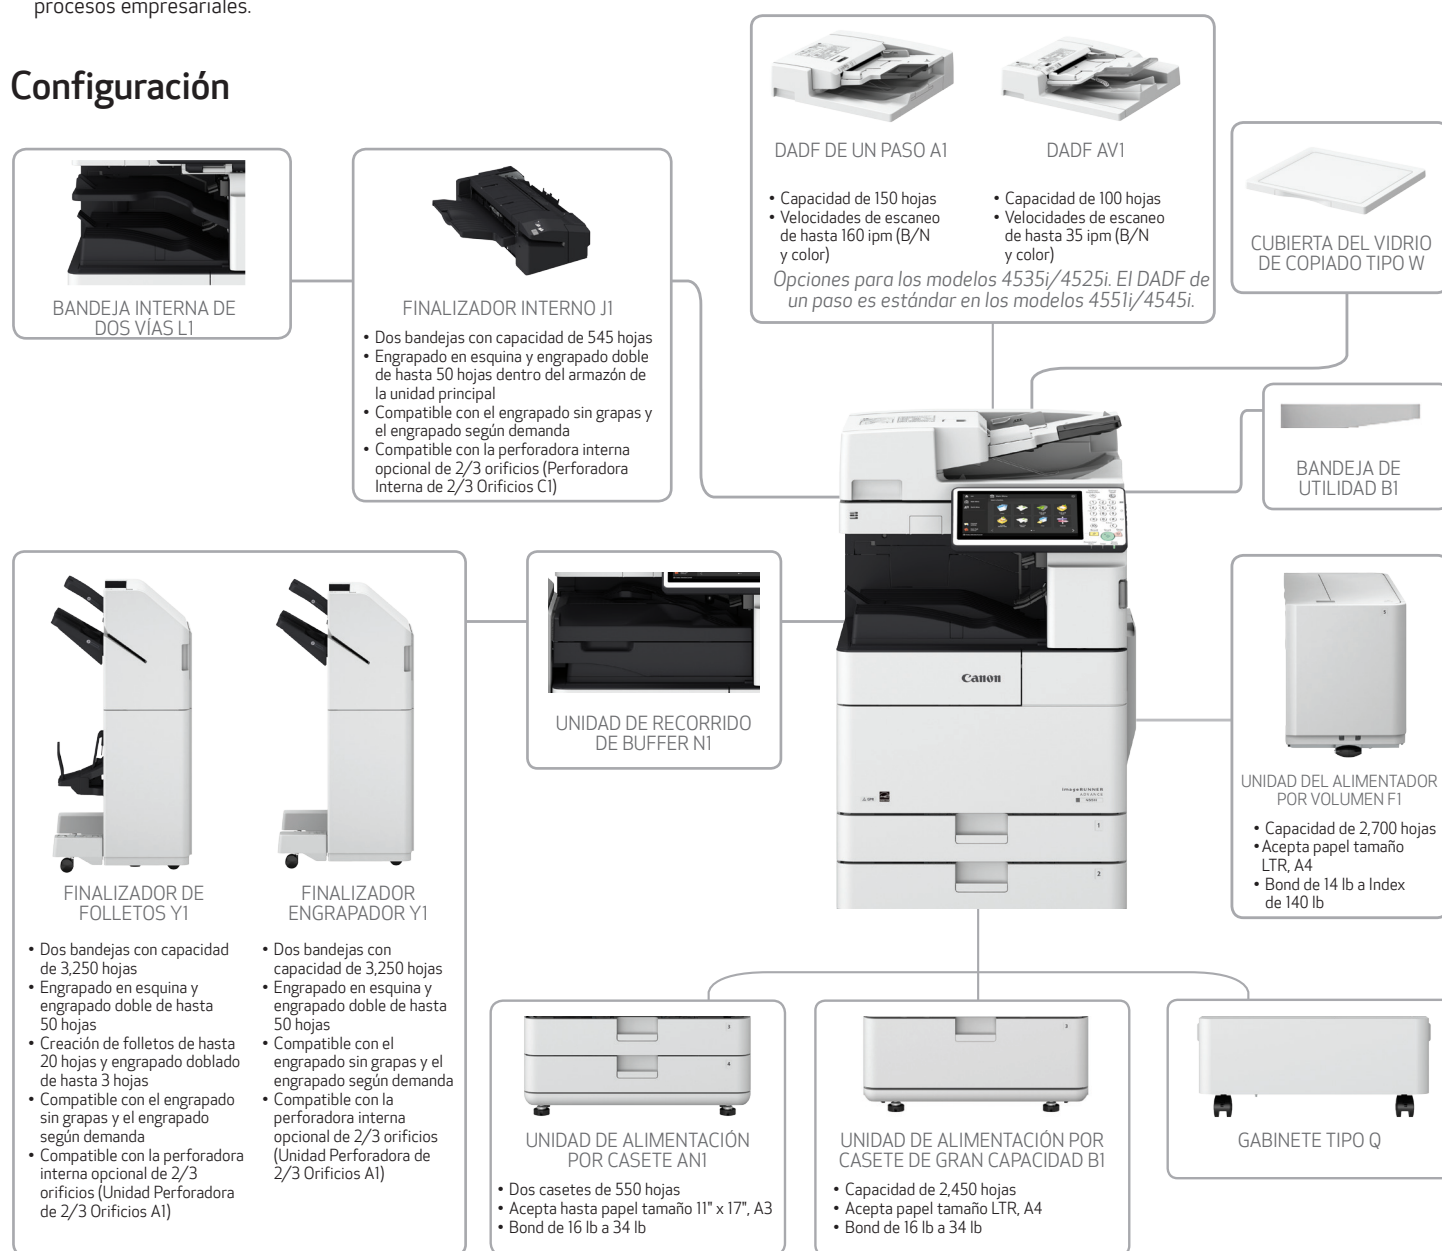 procesos empresariales.
Configuración
BANDEJA INTERNA DE
DOS VÍAS L1
FINALIZADOR INTERNO J1
• Dos bandejas con capacidad de 545 hojas
• Engrapado en esquina y engrapado doble
de hasta 50 hojas dentro del armazón de
la unidad principal
• Compatible con el engrapado sin grapas y
el engrapado según demanda
• Compatible con la perforadora interna
opcional de 2/3 orificios (Perforadora
Interna de 2/3 Orificios C1)
DADF DE UN PASO A1
• Capacidad de 150 hojas
• Velocidades de escaneo
de hasta 160 ipm (B/N
y color)
DADF AV1
• Capacidad de 100 hojas
• Velocidades de escaneo
de hasta 35 ipm (B/N
y color)
Opciones para los modelos 4535i/4525i. El DADF de
un paso es estándar en los modelos 4551i/4545i.
CUBIERTA DEL VIDRIO
DE COPIADO TIPO W
BANDEJA DE
UTILIDAD B1
FINALIZADOR DE
FOLLETOS Y1
• Dos bandejas con capacidad
de 3,250 hojas
• Engrapado en esquina y
engrapado doble de hasta
50 hojas
• Creación de folletos de hasta
20 hojas y engrapado doblado
de hasta 3 hojas
• Compatible con el engrapado
sin grapas y el engrapado
según demanda
• Compatible con la perforadora
interna opcional de 2/3
orificios (Unidad Perforadora
de 2/3 Orificios A1)
FINALIZADOR
ENGRAPADOR Y1
• Dos bandejas con
capacidad de 3,250 hojas
• Engrapado en esquina y
engrapado doble de hasta
50 hojas
• Compatible con el
engrapado sin grapas y el
engrapado según demanda
• Compatible con la
perforadora interna
opcional de 2/3 orificios
(Unidad Perforadora de
2/3 Orificios A1)
UNIDAD DE RECORRIDO
DE BUFFER N1
Canon
imageRUNNER
ADVANCE
1
2
UNIDAD DEL ALIMENTADOR
POR VOLUMEN F1
• Capacidad de 2,700 hojas
• Acepta papel tamaño
LTR, A4
• Bond de 14 lb a Index
de 140 lb
3
4
UNIDAD DE ALIMENTACIÓN
POR CASETE AN1
• Dos casetes de 550 hojas
• Acepta hasta papel tamaño 11" x 17", A3
• Bond de 16 lb a 34 lb
3
UNIDAD DE ALIMENTACIÓN POR
CASETE DE GRAN CAPACIDAD B1
• Capacidad de 2,450 hojas
• Acepta papel tamaño LTR, A4
• Bond de 16 lb a 34 lb
GABINETE TIPO Q